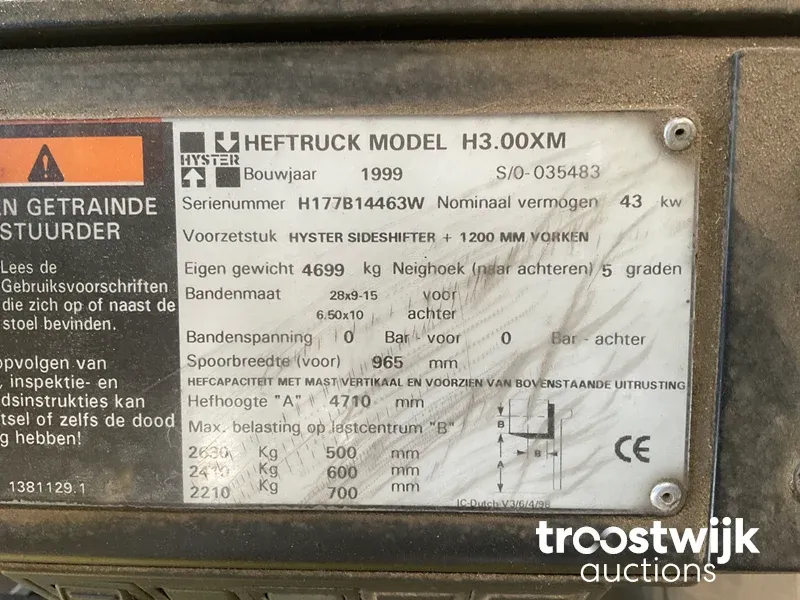 HYSTER
HEFTRUCK MODEL H3.00XM
Bouwjaar 1999 S/O-035483
Serienummer H177B14463W Nominaal vermogen 43 kw
Voorzetstuk HYSTER SIDESHIFTER + 1200 MM VORKEN
Eigen gewicht 4699 kg Neighoek (naar achteren) 5 graden
Bandenmaat 28x9-15 voor
6.50x10 achter
Bandenspanning 0 Bar - voor 0 Bar - achter
Spoorbreedte (voor) 965 mm
HEFCAPACITEIT MET MAST VERTIKAAL EN VOORZIEN VAN BOVENSTAANDE UITRUSTING
Hefhoogte "A" 4710 mm
Max. belasting op lastcentrum "B"
2630 Kg 500 mm
2410 Kg 600 mm
2210 Kg 700 mm
B
A
B
CE
IC-Dutch V3/6/4/98
N GETRAINDE
STUURDER
Lees de
Gebruiksvoorschriften
die zich op of naast de
stoel bevinden.
opvolgen van
, inspektie- en
dsinstrukties kan
tsel of zelfs de dood
g hebben!
1381129.1
troostwijk
auctions